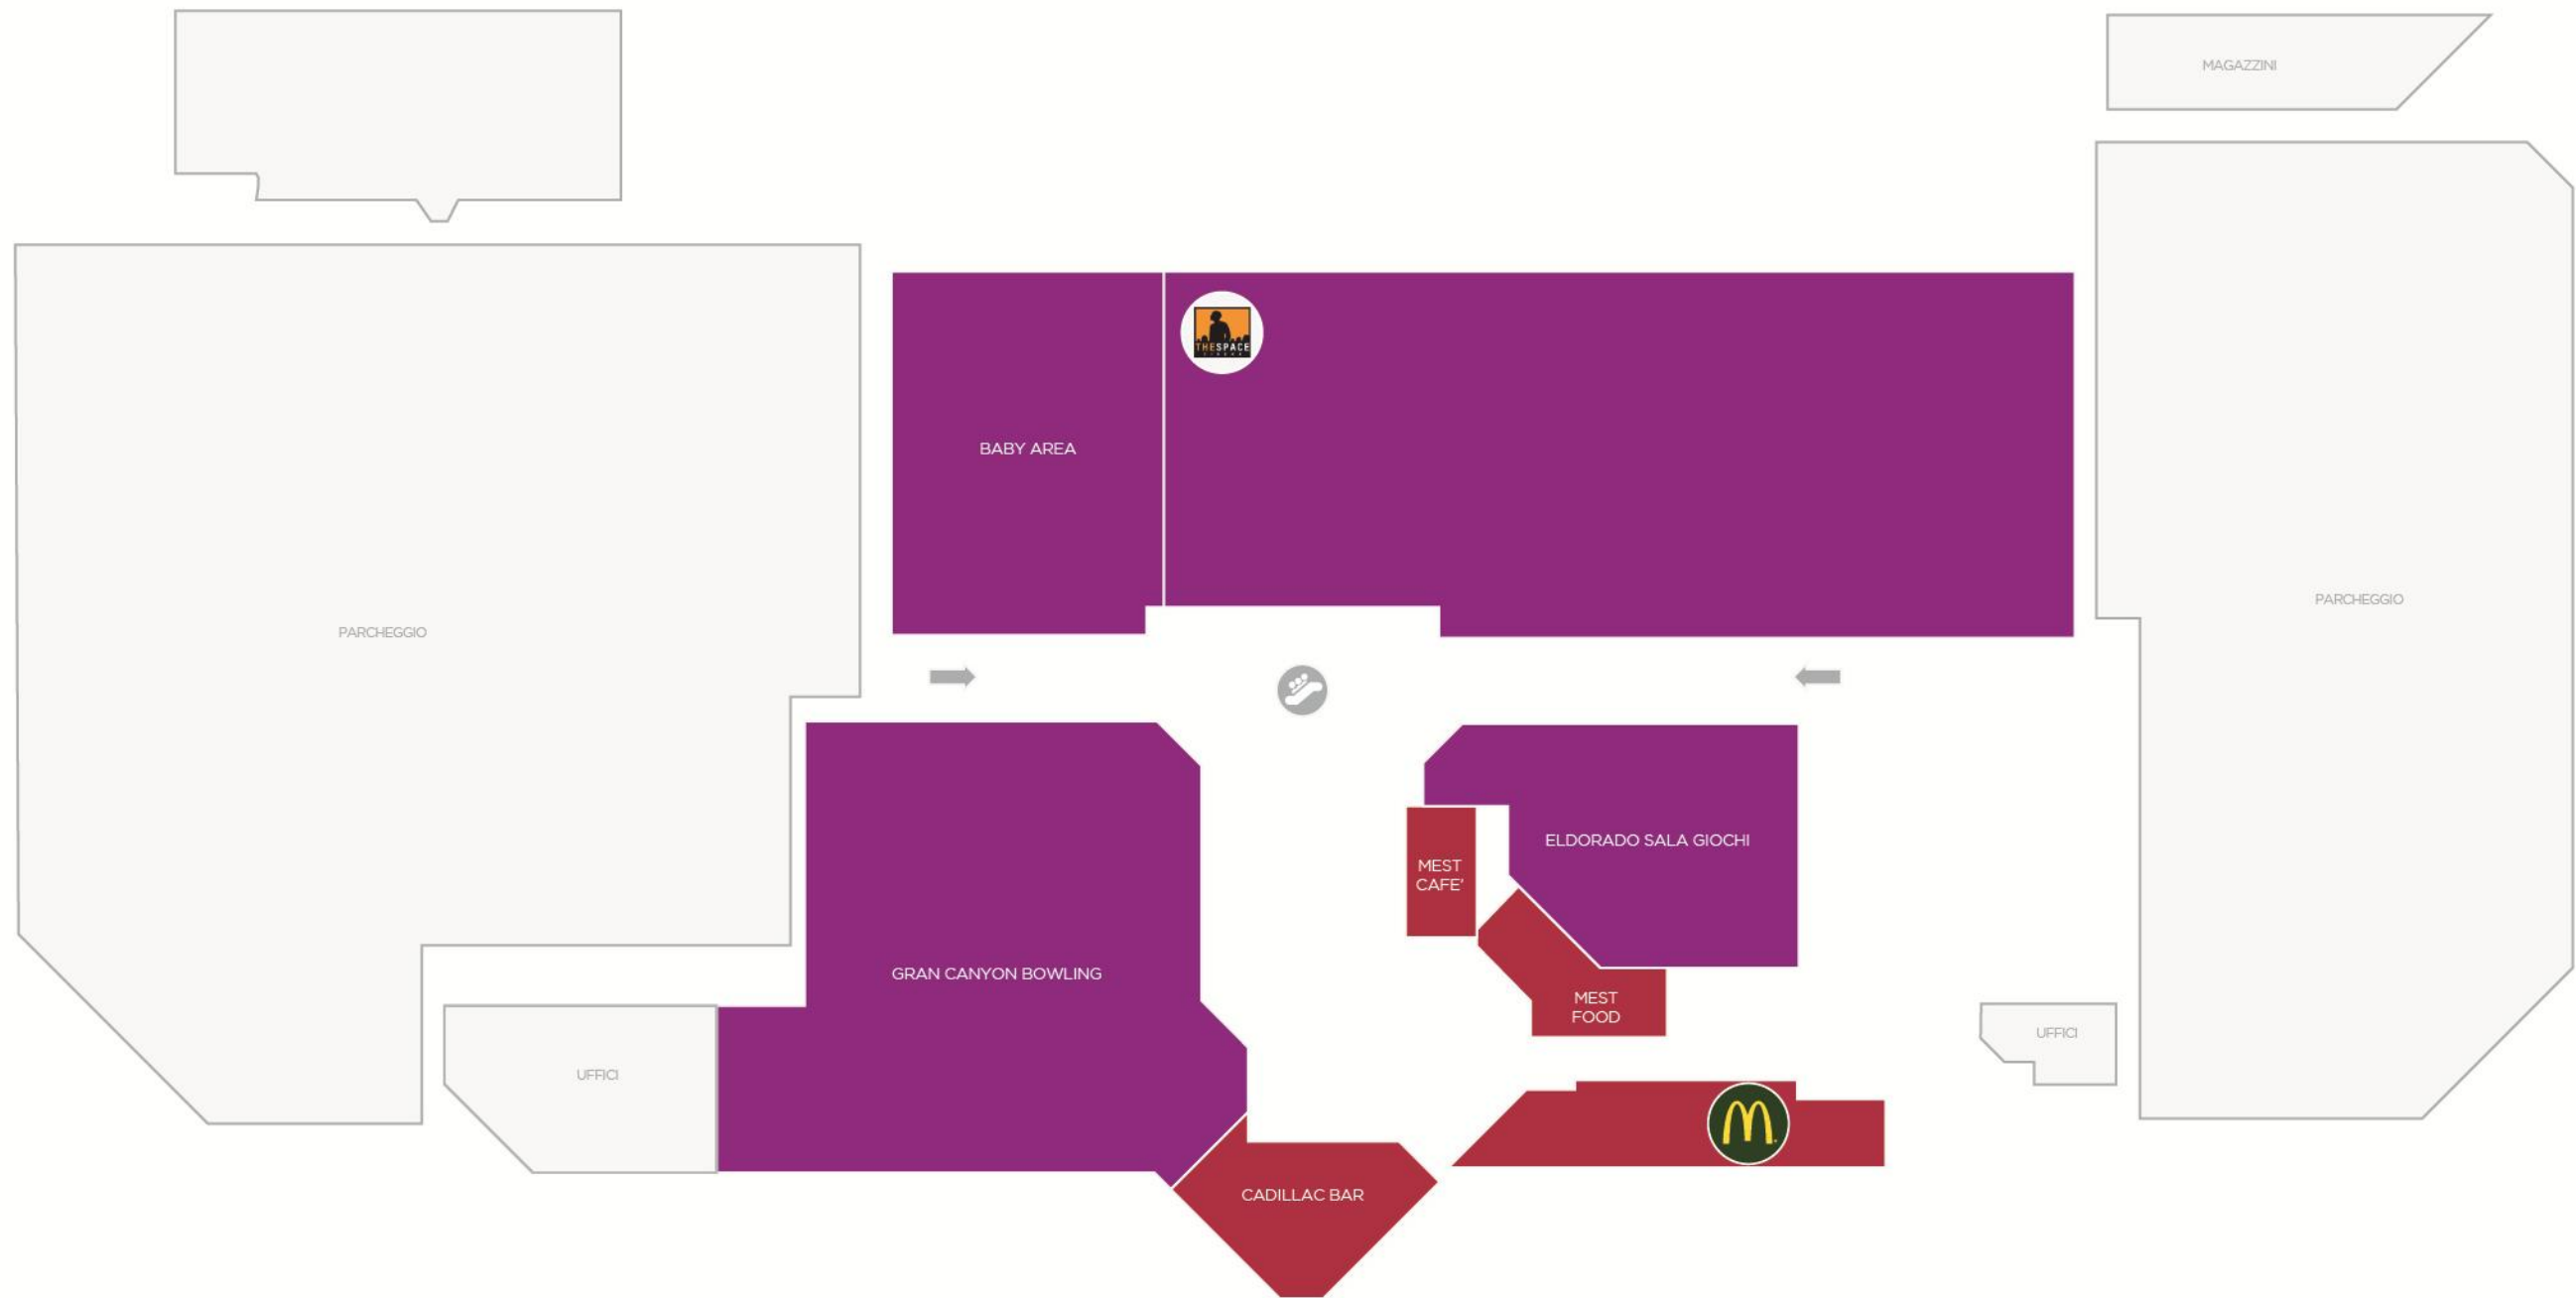 MAGAZZINI
THESPACE
BABY AREA
PARCHEGGIO
PARCHEGGIO
ELDORADO SALA GIOCHI
MEST
CAFE'
GRAN CANYON BOWLING
MEST
FOOD
UFFICI
UFFICI
M
CADILLAC BAR